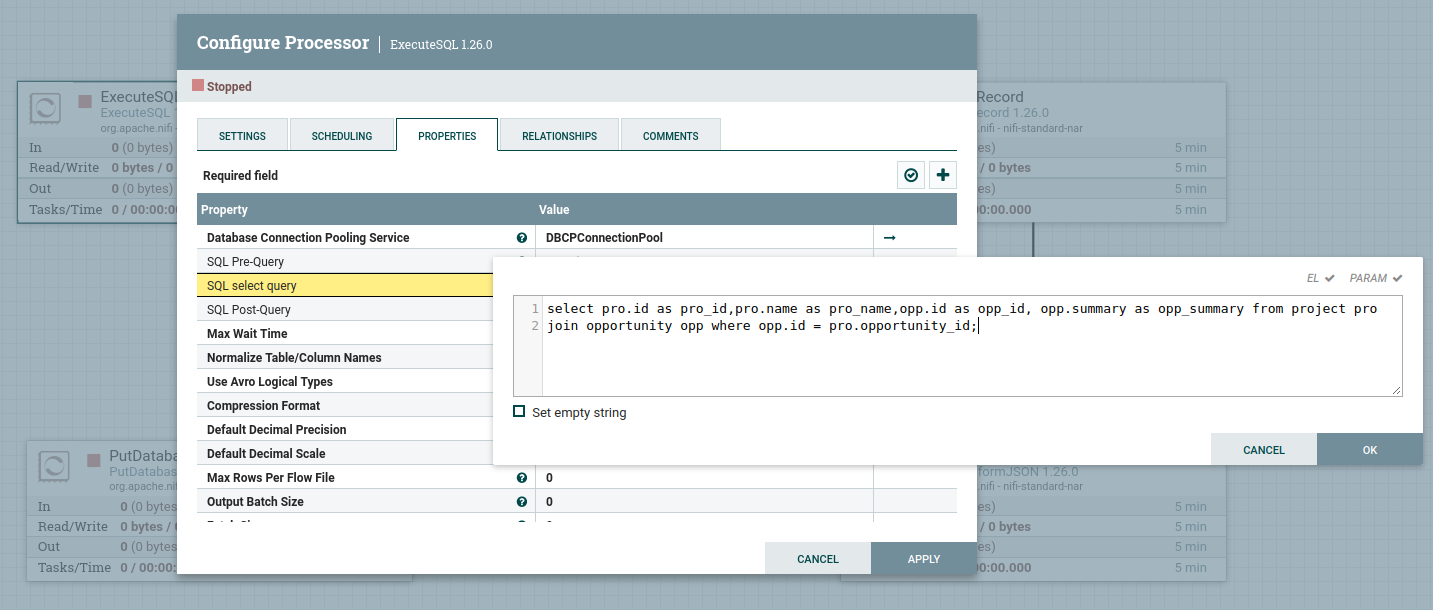 Configure Processor | ExecuteSQL 1.26.0
Stopped
SETTINGS
SCHEDULING
PROPERTIES
RELATIONSHIPS
COMMENTS
Required field
Property Value
Database Connection Pooling Service DBCPConnectionPool
SQL Pre-Query
SQL select query
SQL Post-Query
Max Wait Time
Normalize Table/Column Names
Use Avro Logical Types
Compression Format
Default Decimal Precision
Default Decimal Scale
Max Rows Per Flow File 0
Output Batch Size 0
CANCEL
APPLY
EL PARAM
1 select pro.id as pro_id,pro.name as pro_name,opp.id as opp_id, opp.summary as opp_summary from project pro
2 join opportunity opp where opp.id = pro.opportunity_id;
Set empty string
CANCEL
OK
ExecuteSQL
ExecuteSQL 1
org.apache.nifi -
In 0 (0 bytes)
Read/Write 0 bytes / 0
Out 0 (0 bytes)
Tasks/Time 0 / 00:00:0
Record
ecord 1.26.0
.nifi - nifi-standard-nar
es) 5 min
/ 0 bytes 5 min
es) 5 min
00:00.000 5 min
PutDataba
PutDatabas
org.apache.nif
In 0 (0 bytes
Read/Write 0 bytes /
Out 0 (0 bytes
Tasks/Time 0 / 00:00:
formJSON 1.26.0
.nifi - nifi-standard-nar
es) 5 min
/ 0 bytes 5 min
es) 5 min
00:00.000 5 min